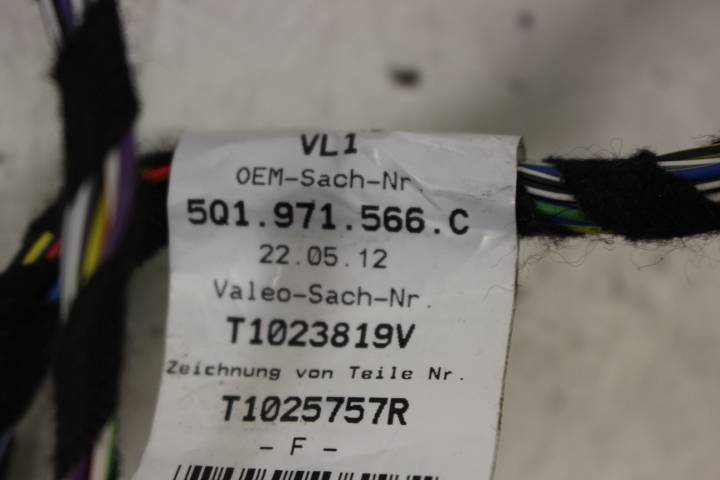 VL1
OEM-Sach-Nr.
5Q1.971.566.C
22.05.12
Valeo-Sach-Nr.
T1023819V
Zeichnung von Teile Nr.
T1025757R
- F -